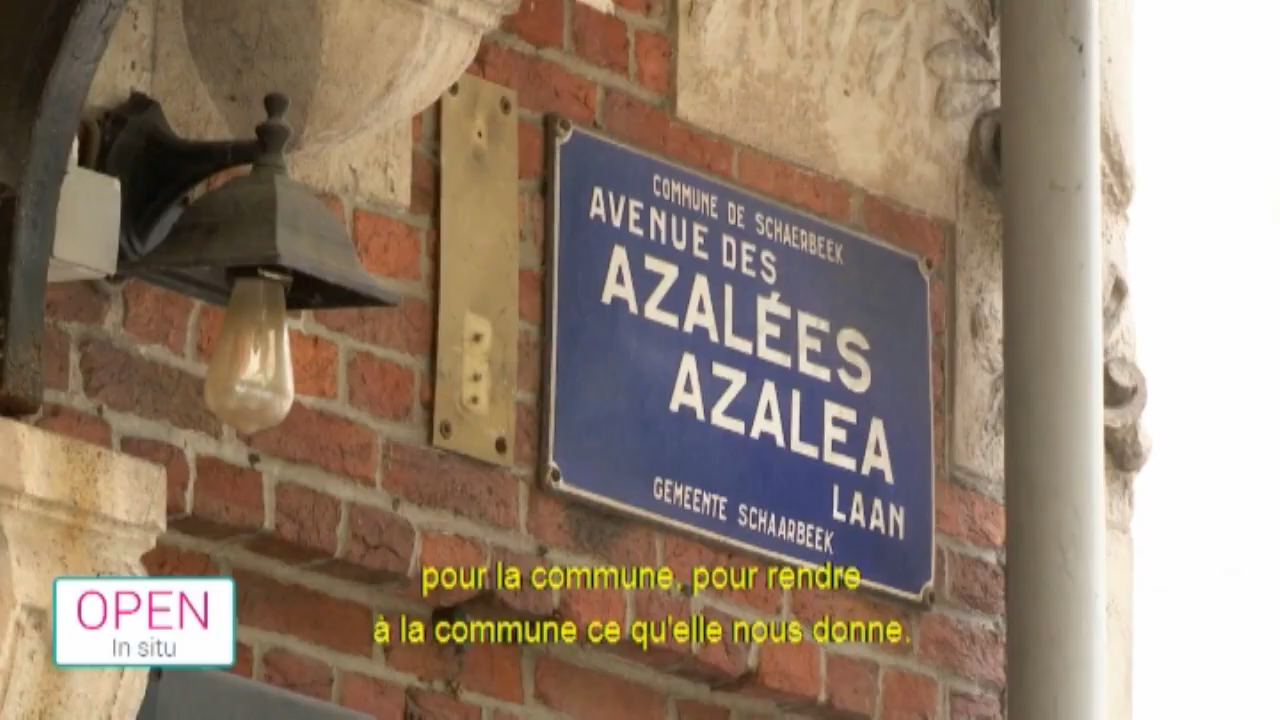 COMMUNE DE SCHAERBEEK
AVENUE DES
AZALÉES
AZALEA
LAAN
GEMEENTE SCHAARBEEK
pour la commune, pour rendre
à la commune ce qu'elle nous donne.
OPEN
In situ